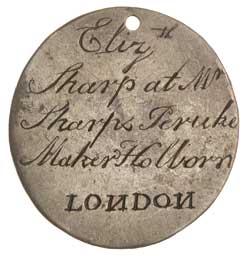 Elizth
Sharp at Mr
Sharps Peruke
Maker Holborn
LONDON